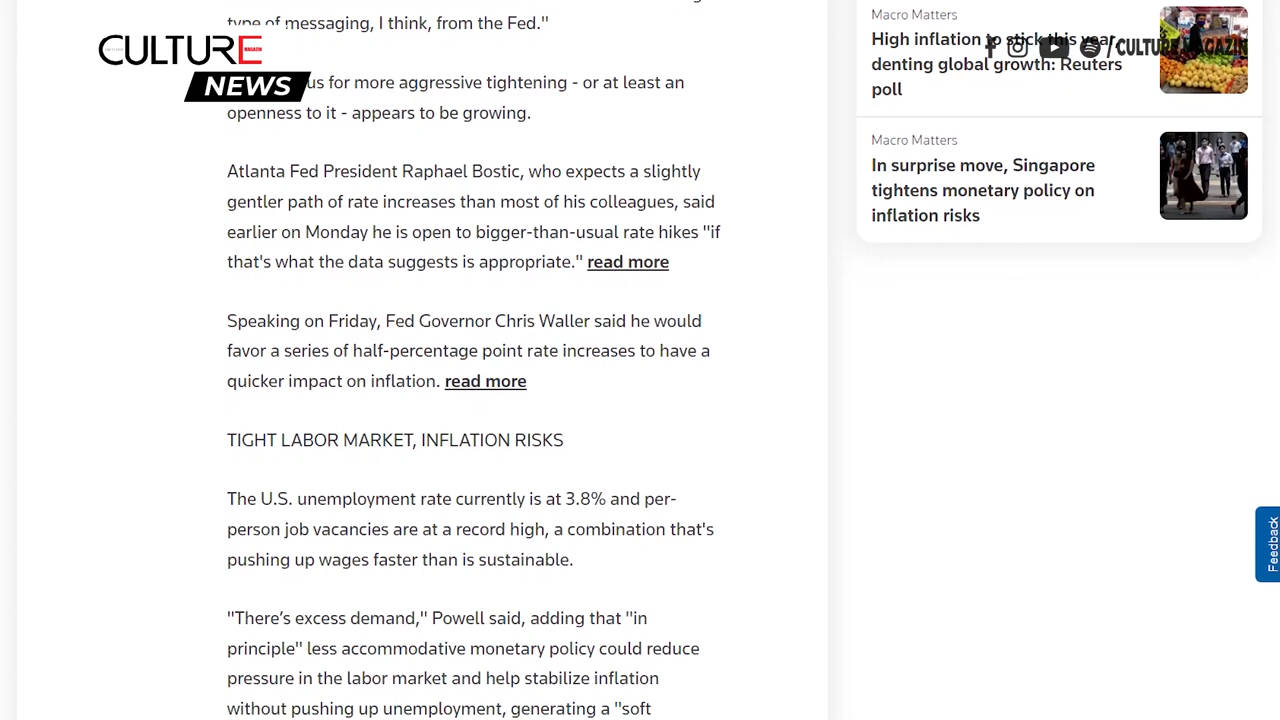 type of messaging, I think, from the Fed."
CULTURE
MAGAZIN
NEWS
us for more aggressive tightening - or at least an
openness to it - appears to be growing.
Atlanta Fed President Raphael Bostic, who expects a slightly
gentler path of rate increases than most of his colleagues, said
earlier on Monday he is open to bigger-than-usual rate hikes "if
that's what the data suggests is appropriate." read more
Speaking on Friday, Fed Governor Chris Waller said he would
favor a series of half-percentage point rate increases to have a
quicker impact on inflation. read more
TIGHT LABOR MARKET, INFLATION RISKS
The U.S. unemployment rate currently is at 3.8% and per-
person job vacancies are at a record high, a combination that's
pushing up wages faster than is sustainable.
"There’s excess demand," Powell said, adding that "in
principle" less accommodative monetary policy could reduce
pressure in the labor market and help stabilize inflation
without pushing up unemployment, generating a "soft
Macro Matters
High inflation to stick this year,
denting global growth: Reuters
poll
/CULTUREMAGAZIN
Macro Matters
In surprise move, Singapore
tightens monetary policy on
inflation risks
Feedback